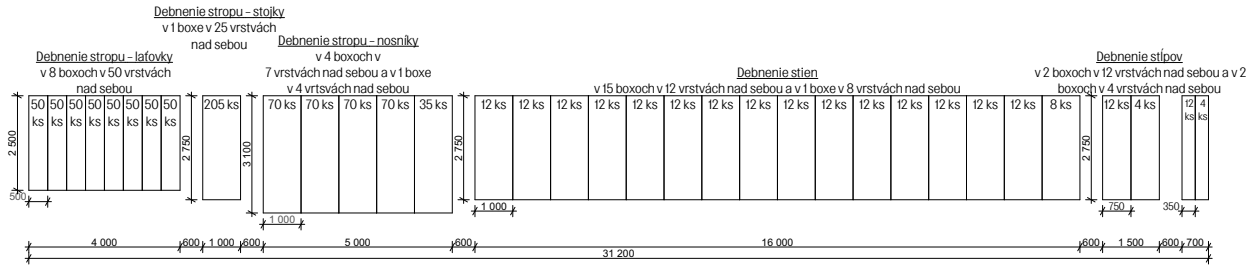 Debnenie stropu – stojky
v 1 boxe v 25 vrstvách
nad sebou
Debnenie stropu – laťovky
v 8 boxoch v 50 vrstvách
nad sebou
Debnenie stropu – nosníky
v 4 boxoch v
7 vrstvách nad sebou a v 1 boxe
v 4 vrtsvách nad sebou
Debnenie stien
v 15 boxoch v 12 vrstvách nad sebou a v 1 boxe v 8 vrstvách nad sebou
Debnenie stĺpov
v 2 boxoch v 12 vrstvách nad sebou a v 2
boxoch v 4 vrstvách nad sebou
50 50 50 50 50 50 50 50
ks ks ks ks ks ks ks ks
205 ks
70 ks 70 ks 70 ks 70 ks 35 ks
12 ks 12 ks 12 ks 12 ks 12 ks 12 ks 12 ks 12 ks 12 ks 12 ks 12 ks 12 ks 12 ks 12 ks 12 ks 8 ks
12 ks 4 ks
12 4
ks ks
2 500
2 750
3 100
2 750
2 750
500
1 000
1 000
750
350
4 000 600 1 000 600 5 000 600 16 000 600 1 500 600 700
31 200